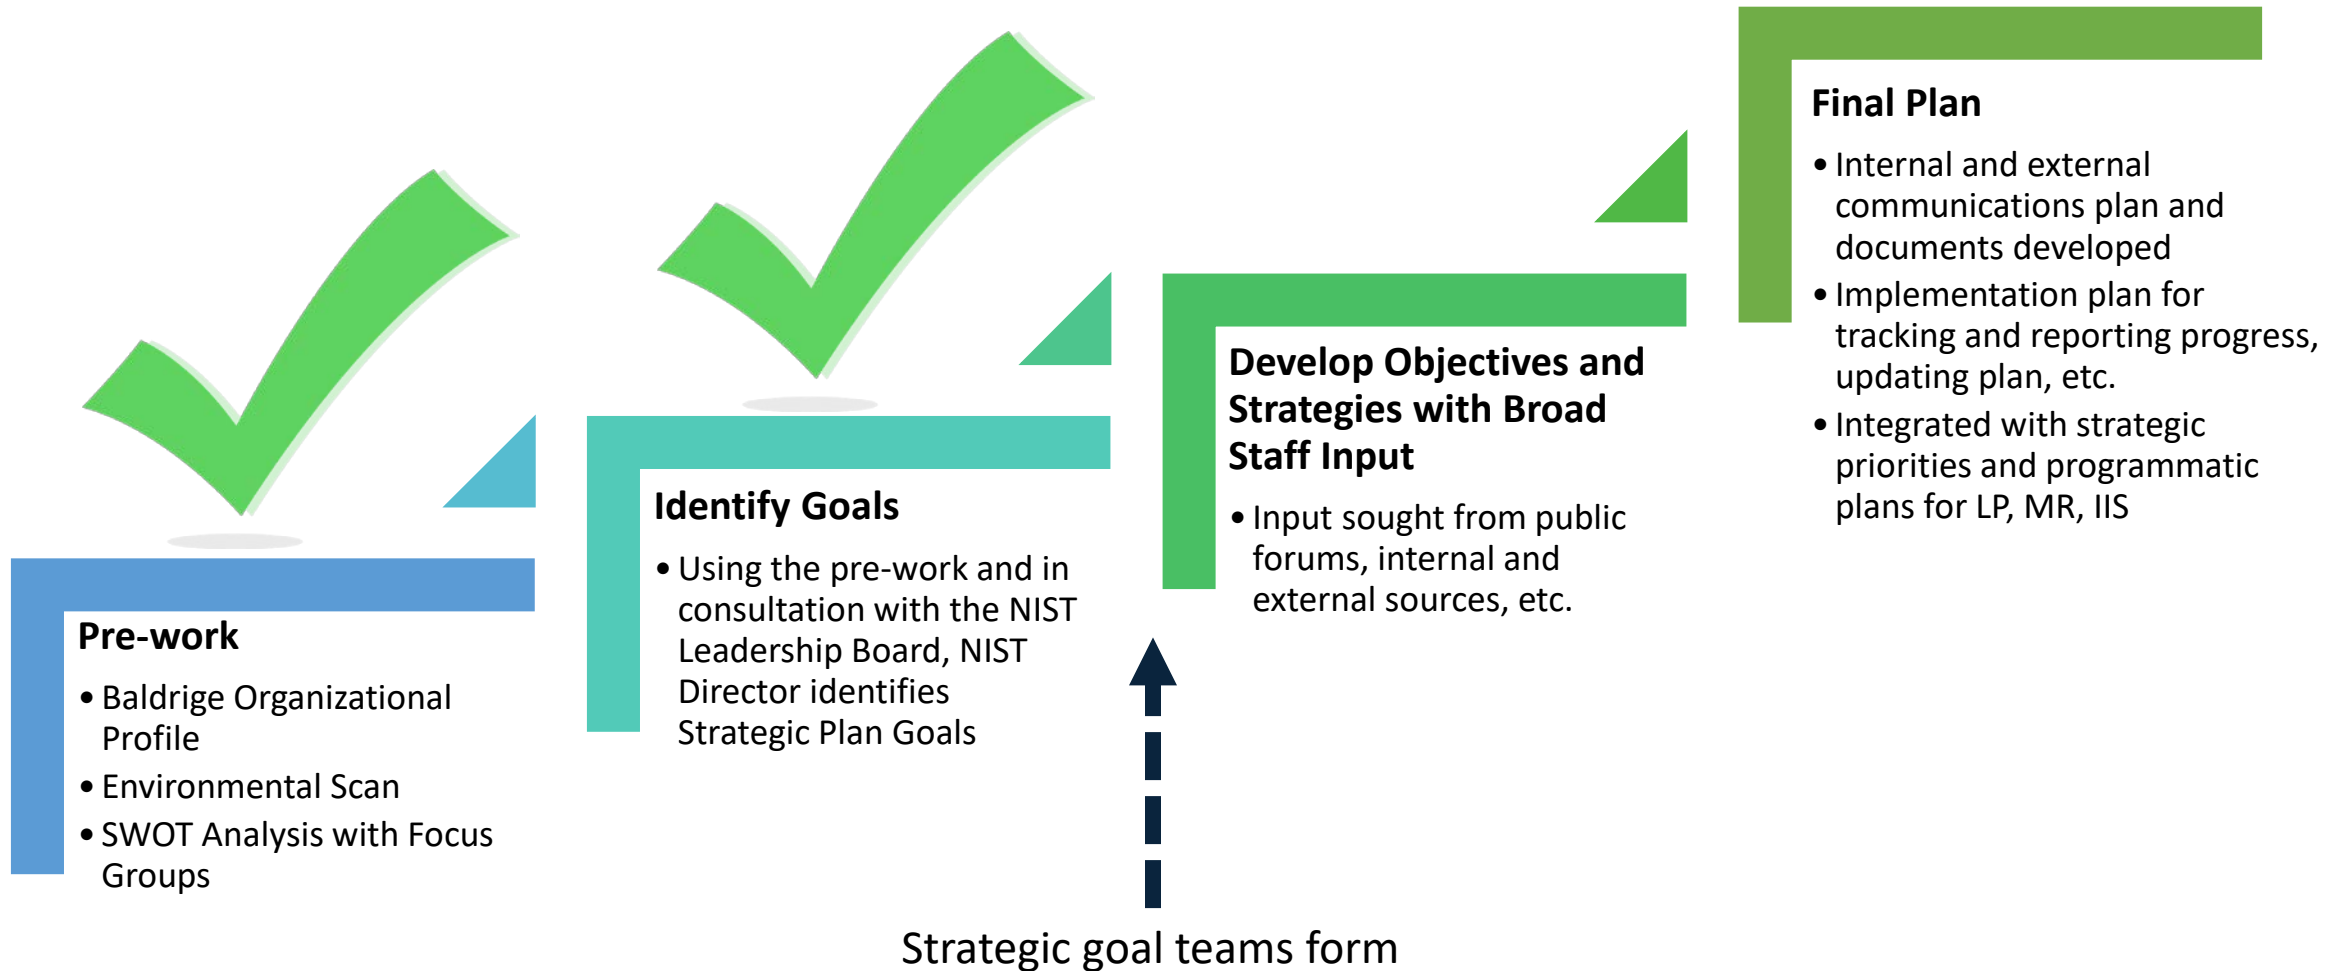 Pre-work
• Baldrige Organizational
Profile
• Environmental Scan
• SWOT Analysis with Focus
Groups
Identify Goals
• Using the pre-work and in
consultation with the NIST
Leadership Board, NIST
Director identifies
Strategic Plan Goals
Develop Objectives and
Strategies with Broad
Staff Input
• Input sought from public
forums, internal and
external sources, etc.
Final Plan
• Internal and external
communications plan and
documents developed
• Implementation plan for
tracking and reporting progress,
updating plan, etc.
• Integrated with strategic
priorities and programmatic
plans for LP, MR, IIS
Strategic goal teams form